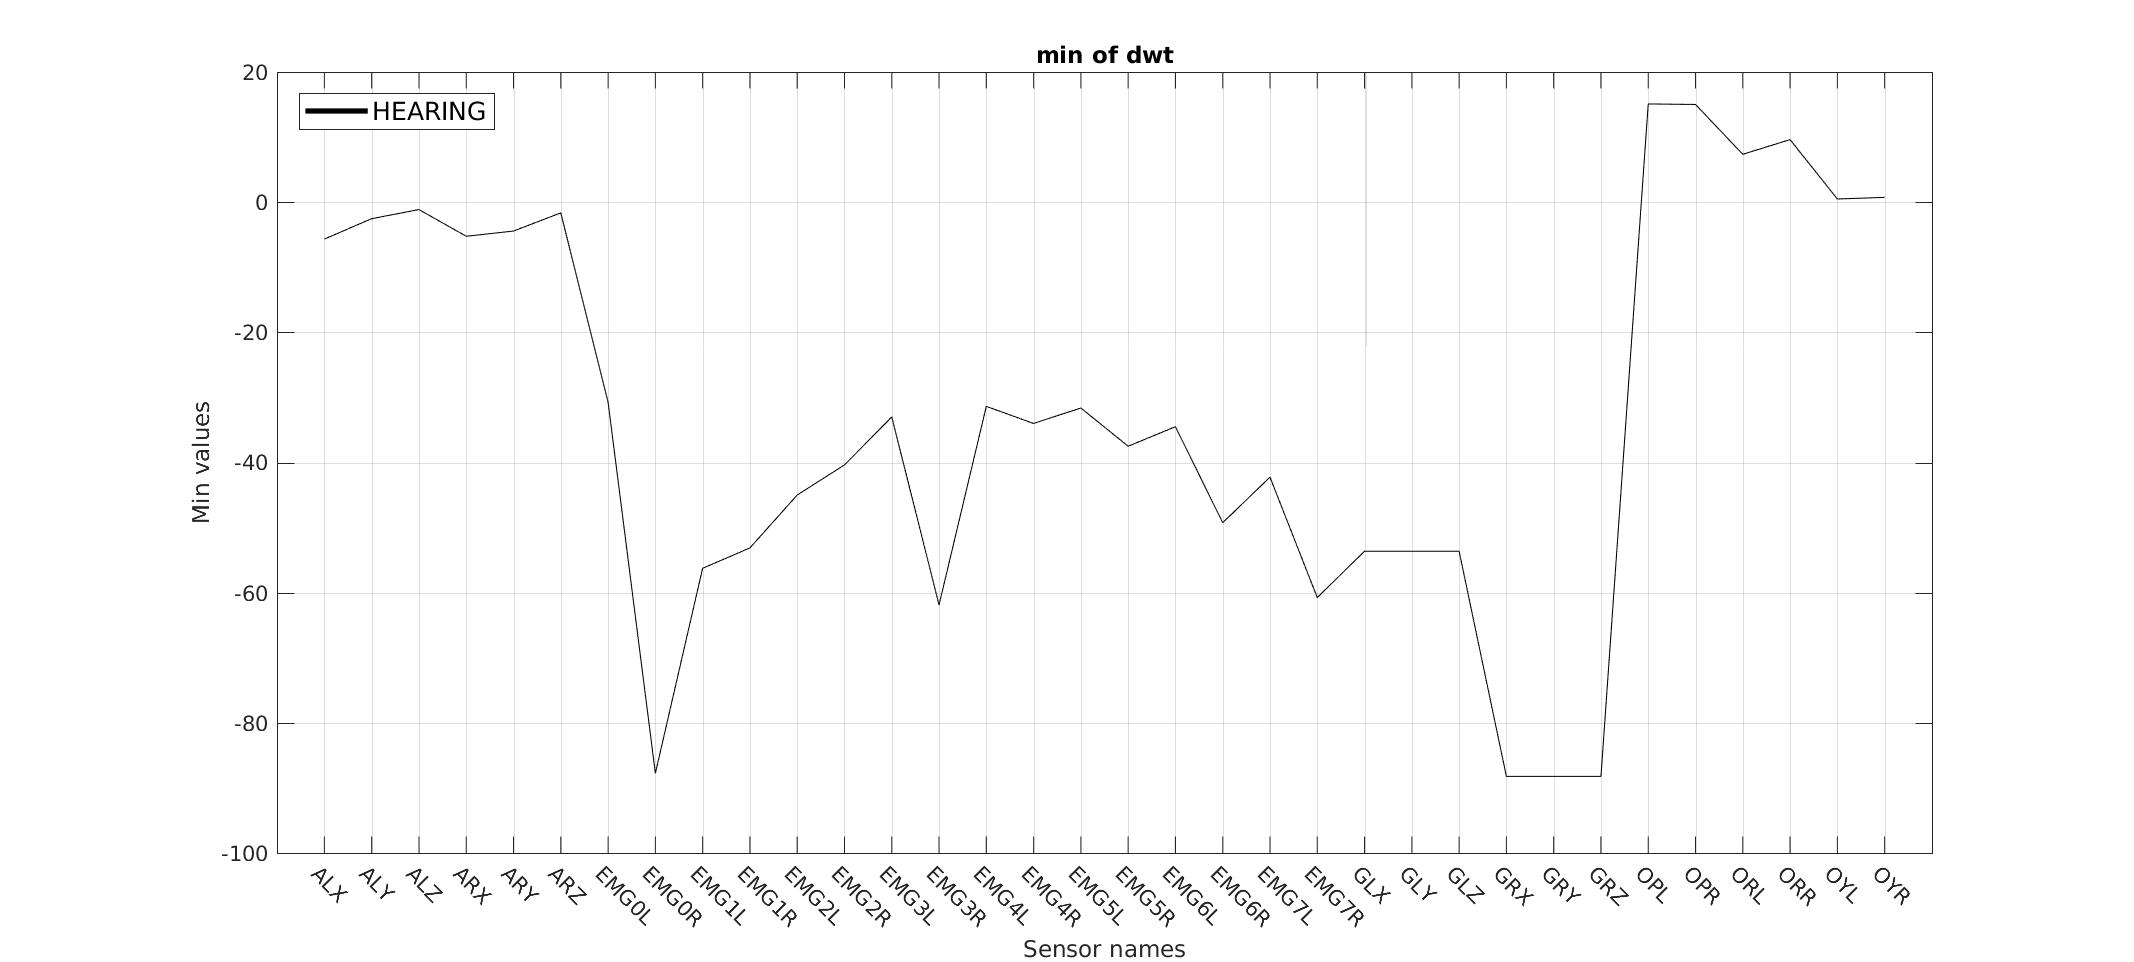 min of dwt
HEARING
20
0
-20
-40
-60
-80
-100
Min values
ALX
ALY
ALZ
ARX
ARY
ARZ
EMG0L
EMG0R
EMG1L
EMG1R
EMG2L
EMG2R
EMG3L
EMG3R
EMG4L
EMG4R
EMG5L
EMG5R
EMG6L
EMG6R
EMG7L
EMG7R
GLX
GLY
GLZ
GRX
GRY
GRZ
OPL
OPR
ORL
ORR
OYL
OYR
Sensor names